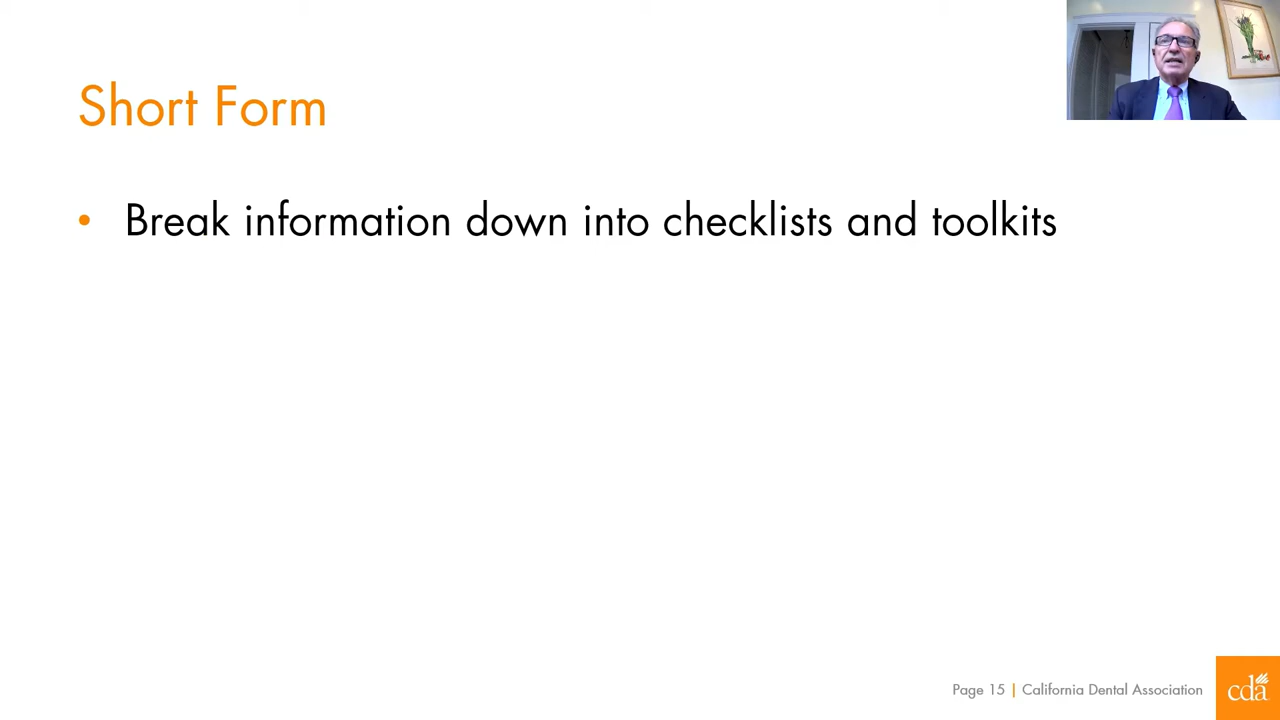 Short Form
• Break information down into checklists and toolkits
Page 15 | California Dental Association
cda